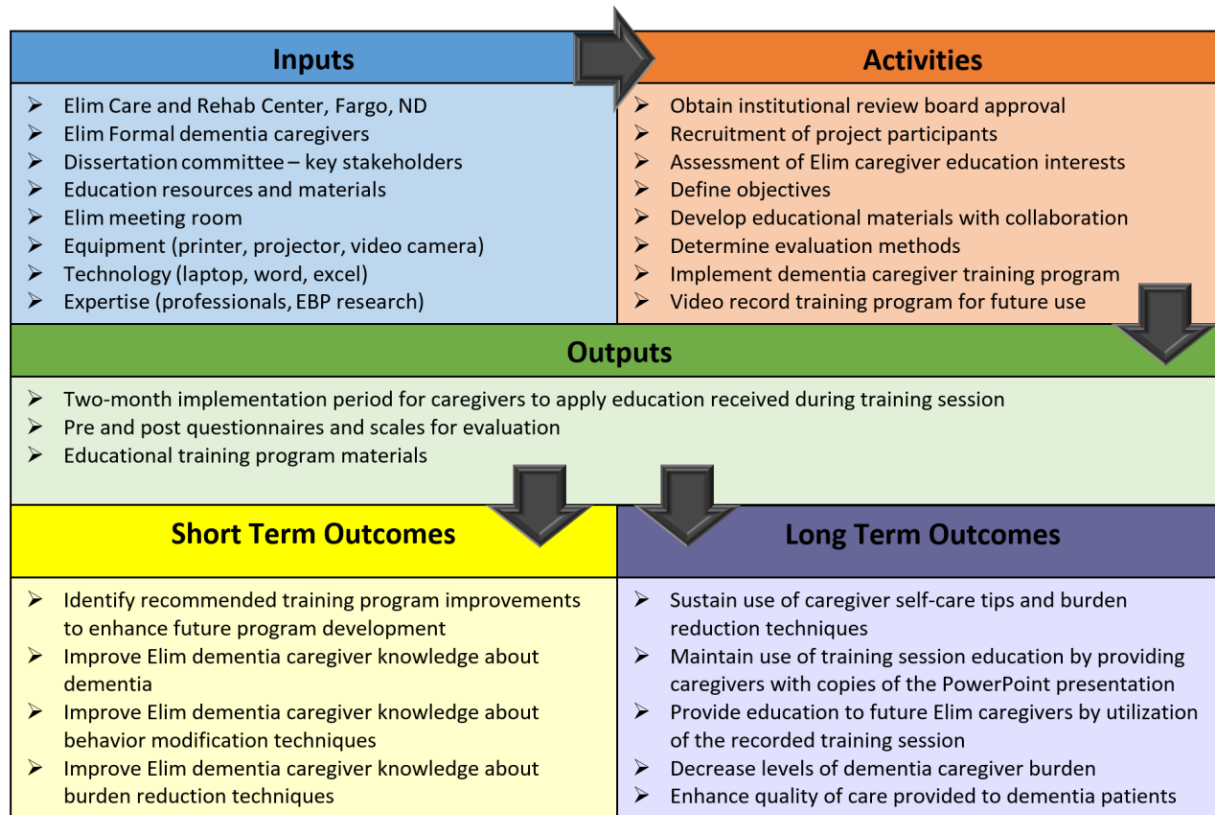 Inputs
➢ Elim Care and Rehab Center, Fargo, ND
➢ Elim Formal dementia caregivers
➢ Dissertation committee – key stakeholders
➢ Education resources and materials
➢ Elim meeting room
➢ Equipment (printer, projector, video camera)
➢ Technology (laptop, word, excel)
➢ Expertise (professionals, EBP research)
Activities
➢ Obtain institutional review board approval
➢ Recruitment of project participants
➢ Assessment of Elim caregiver education interests
➢ Define objectives
➢ Develop educational materials with collaboration
➢ Determine evaluation methods
➢ Implement dementia caregiver training program
➢ Video record training program for future use
Outputs
➢ Two-month implementation period for caregivers to apply education received during training session
➢ Pre and post questionnaires and scales for evaluation
➢ Educational training program materials
Short Term Outcomes
➢ Identify recommended training program improvements
to enhance future program development
➢ Improve Elim dementia caregiver knowledge about
dementia
➢ Improve Elim dementia caregiver knowledge about
behavior modification techniques
➢ Improve Elim dementia caregiver knowledge about
burden reduction techniques
Long Term Outcomes
➢ Sustain use of caregiver self-care tips and burden
reduction techniques
➢ Maintain use of training session education by providing
caregivers with copies of the PowerPoint presentation
➢ Provide education to future Elim caregivers by utilization
of the recorded training session
➢ Decrease levels of dementia caregiver burden
➢ Enhance quality of care provided to dementia patients